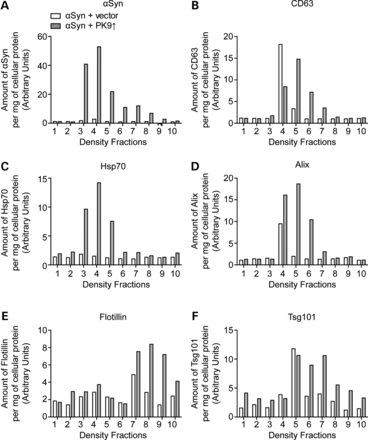 A
αSyn
αSyn + vector
αSyn + PK9↑
Amount of αSyn
per mg of cellular protein
(Arbitrary Units)
60
40
20
0
1 2 3 4 5 6 7 8 9 10
Density Fractions
B
CD63
Amount of CD63
per mg of cellular protein
(Arbitrary Units)
20
15
10
5
0
1 2 3 4 5 6 7 8 9 10
Density Fractions
C
Hsp70
Amount of Hsp70
per mg of cellular protein
(Arbitrary Units)
15
10
5
0
1 2 3 4 5 6 7 8 9 10
Density Fractions
D
Alix
Amount of Alix
per mg of cellular protein
(Arbitrary Units)
20
15
10
5
0
1 2 3 4 5 6 7 8 9 10
Density Fractions
E
Flotillin
Amount of Flotillin
per mg of cellular protein
(Arbitrary Units)
10
8
6
4
2
0
1 2 3 4 5 6 7 8 9 10
Density Fractions
F
Tsg101
Amount of Tsg101
per mg of cellular protein
(Arbitrary Units)
15
10
5
0
1 2 3 4 5 6 7 8 9 10
Density Fractions